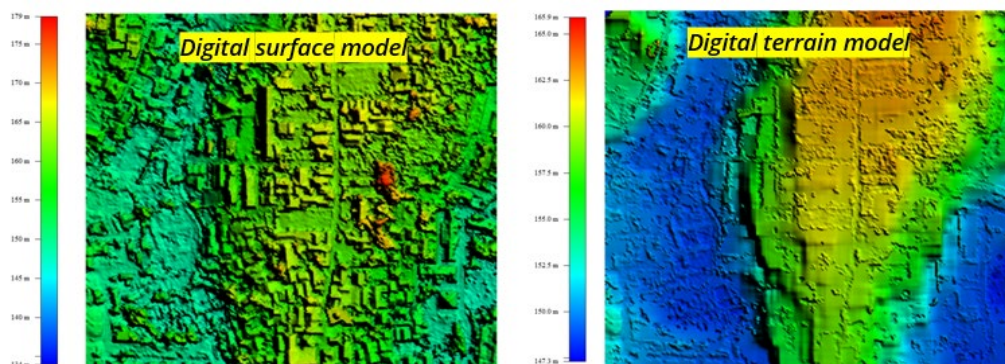 Digital surface model
179 m
170 m
165 m
160 m
155 m
150 m
145 m
140 m
134 m
Digital terrain model
165.9 m
165.0 m
162.5 m
160.0 m
157.5 m
155.0 m
152.5 m
150.0 m
147.3 m